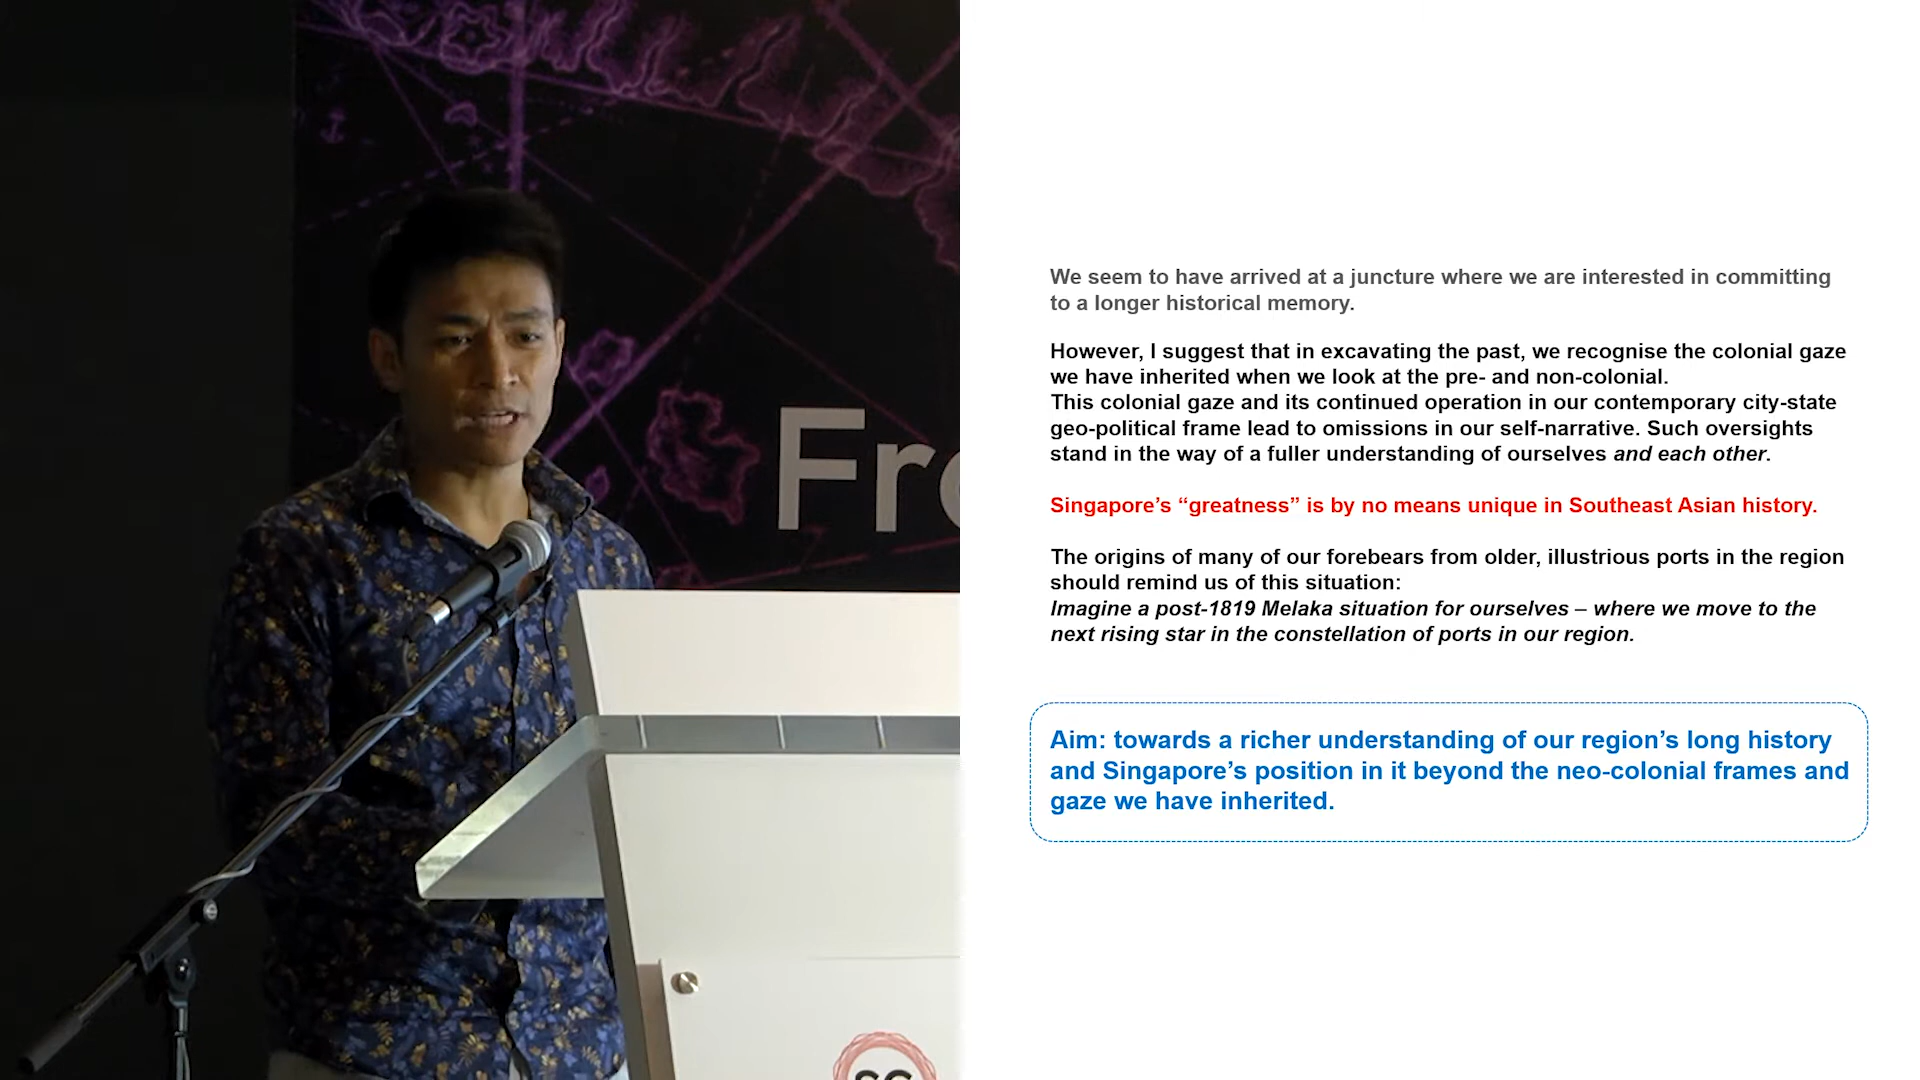 Fro
SG
We seem to have arrived at a juncture where we are interested in committing
to a longer historical memory.
However, I suggest that in excavating the past, we recognise the colonial gaze
we have inherited when we look at the pre- and non-colonial.
This colonial gaze and its continued operation in our contemporary city-state
geo-political frame lead to omissions in our self-narrative. Such oversights
stand in the way of a fuller understanding of ourselves and each other.
Singapore’s “greatness” is by no means unique in Southeast Asian history.
The origins of many of our forebears from older, illustrious ports in the region
should remind us of this situation:
Imagine a post-1819 Melaka situation for ourselves – where we move to the
next rising star in the constellation of ports in our region.
Aim: towards a richer understanding of our region’s long history
and Singapore’s position in it beyond the neo-colonial frames and
gaze we have inherited.